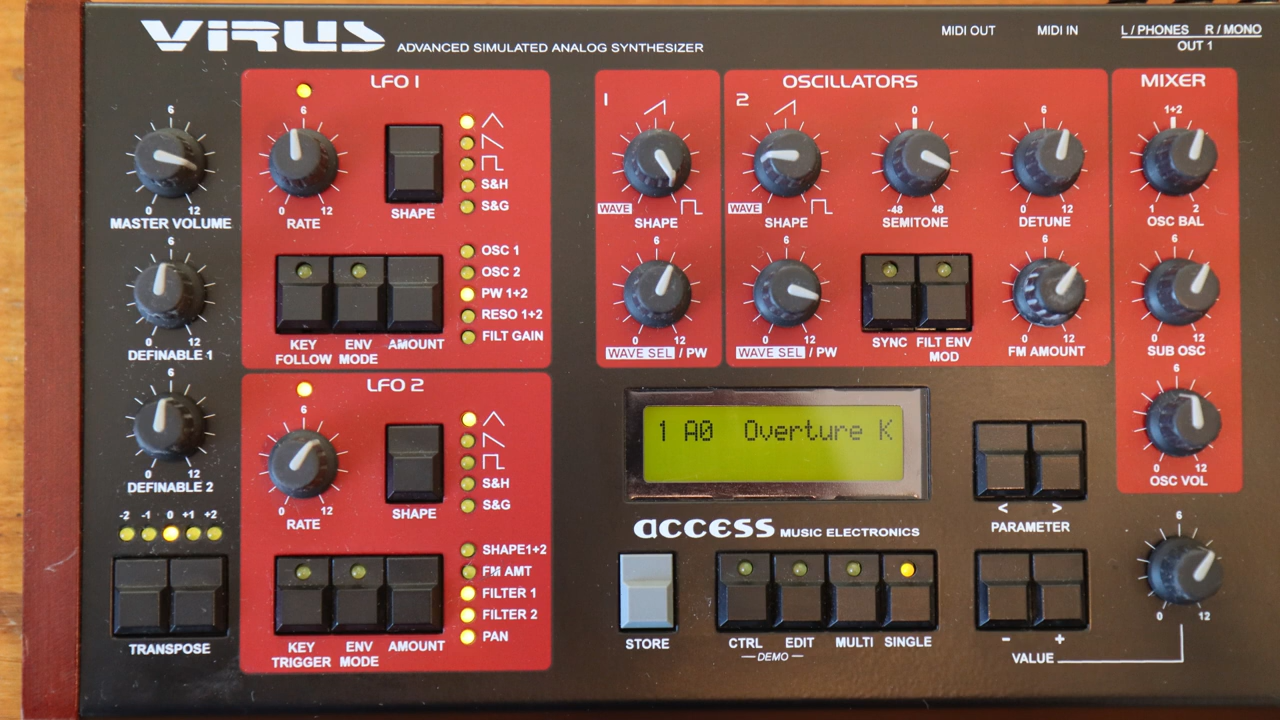 VIRUS ADVANCED SIMULATED ANALOG SYNTHESIZER
MIDI OUT MIDI IN L / PHONES R / MONO
OUT 1
6
0 12
MASTER VOLUME
6
0 12
DEFINABLE 1
6
0 12
DEFINABLE 2
-2 -1 0 +1 +2
TRANSPOSE
LFO 1
6
0 12
RATE
SHAPE
S&H
S&G
KEY FOLLOW
ENV MODE
AMOUNT
OSC 1
OSC 2
PW 1+2
RESO 1+2
FILT GAIN
LFO 2
6
0 12
RATE
SHAPE
S&H
S&G
KEY TRIGGER
ENV MODE
AMOUNT
SHAPE1+2
FM AMT
FILTER 1
FILTER 2
PAN
OSCILLATORS
1
WAVE
SHAPE
6
0 12
WAVE SEL / PW
2
WAVE
SHAPE
0
-48 48
SEMITONE
6
0 12
DETUNE
6
0 12
WAVE SEL / PW
SYNC
FILT ENV
MOD
6
0 12
FM AMOUNT
MIXER
1+2
1 2
OSC BAL
6
0 12
SUB OSC
6
0 12
OSC VOL
1 A0 Overture K
access MUSIC ELECTRONICS
STORE
CTRL EDIT MULTI SINGLE
DEMO
< >
PARAMETER
- +
VALUE
6
0 12